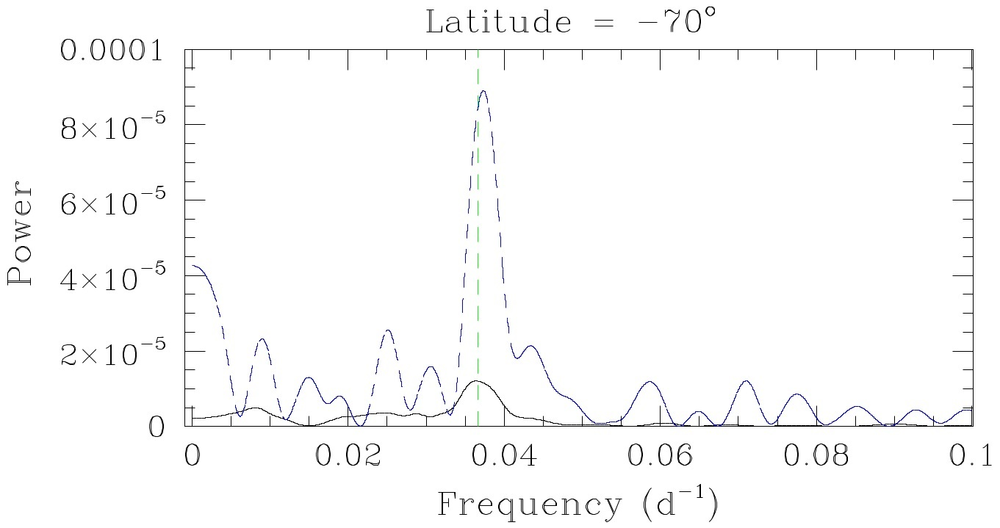 Latitude = −70°
0.0001
8×10⁻⁵
6×10⁻⁵
4×10⁻⁵
2×10⁻⁵
0
Power
0 0.02 0.04 0.06 0.08 0.1
Frequency (d⁻¹)